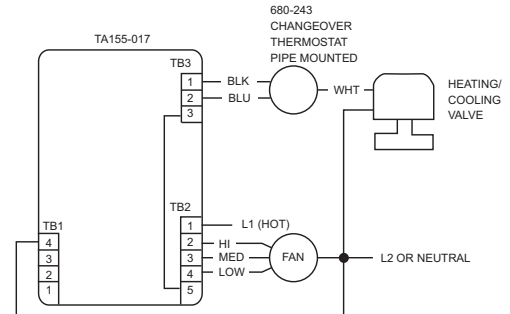 680-243
CHANGEOVER
THERMOSTAT
PIPE MOUNTED
TA155-017
TB3
1 BLK
2 BLU
3
WHT
HEATING/
COOLING
VALVE
TB2
1 L1 (HOT)
2 HI
3 MED
4 LOW
5
FAN
L2 OR NEUTRAL
TB1
4
3
2
1